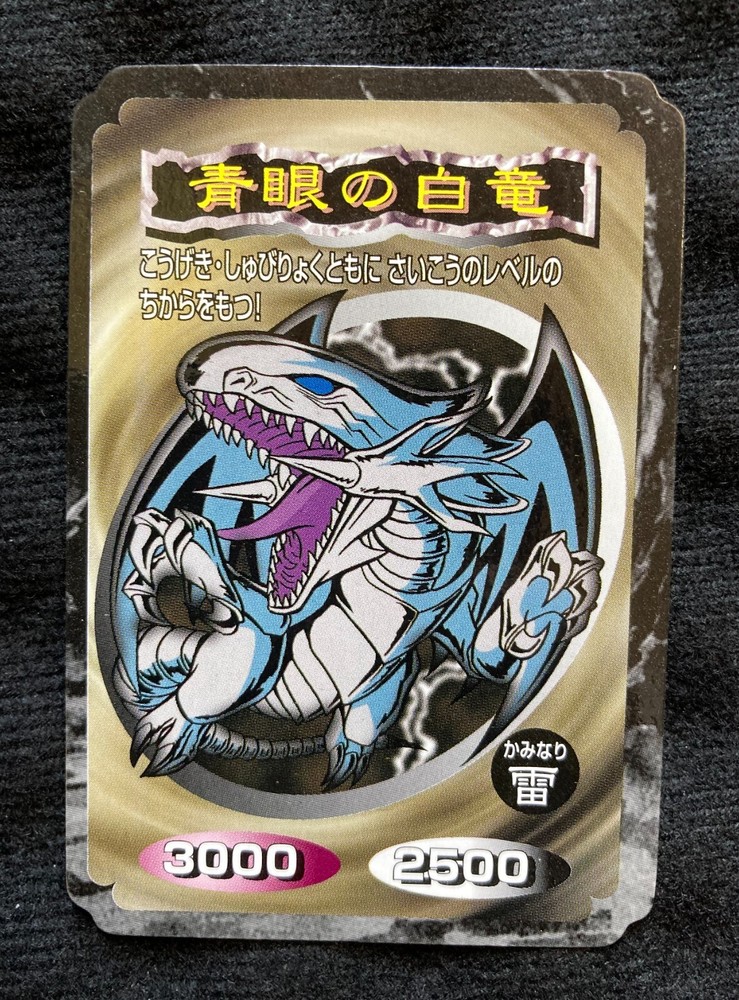 青眼の白竜
こうげき・しゅびりょくともに さいこうのレベルの
ちからをもつ!
かみなり
雷
3000
2500